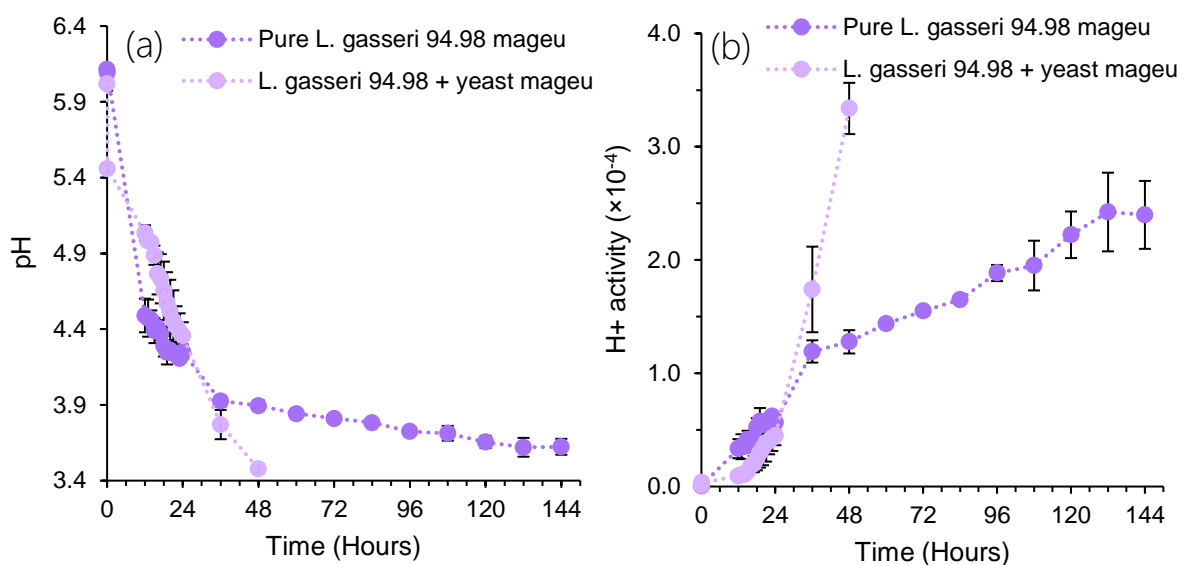 (a)
Pure L. gasseri 94.98 mageu
L. gasseri 94.98 + yeast mageu
pH
6.4
5.9
5.4
4.9
4.4
3.9
3.4
0 24 48 72 96 120 144
Time (Hours)
(b)
Pure L. gasseri 94.98 mageu
L. gasseri 94.98 + yeast mageu
H+ activity (×10⁻⁴)
4.0
3.0
2.0
1.0
0.0
0 24 48 72 96 120 144
Time (Hours)